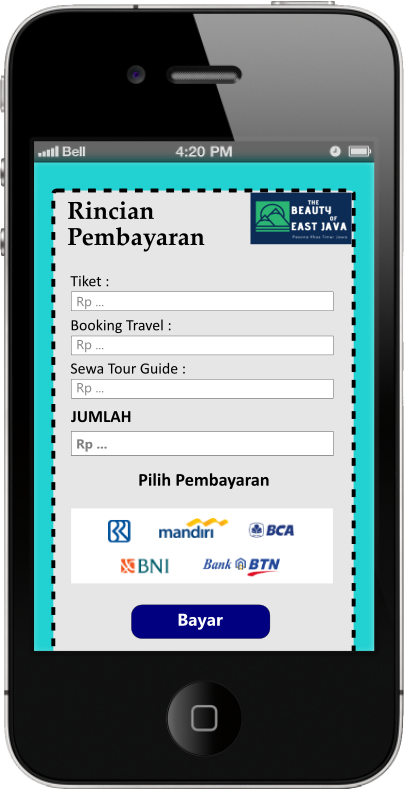 Bell
4:20 PM
Rincian
Pembayaran
THE
BEAUTY
OF
EAST JAVA
Tiket :
Rp ...
Booking Travel :
Rp ...
Sewa Tour Guide :
Rp ...
JUMLAH
Rp ...
Pilih Pembayaran
mandiri
BCA
BNI
Bank BTN
Bayar